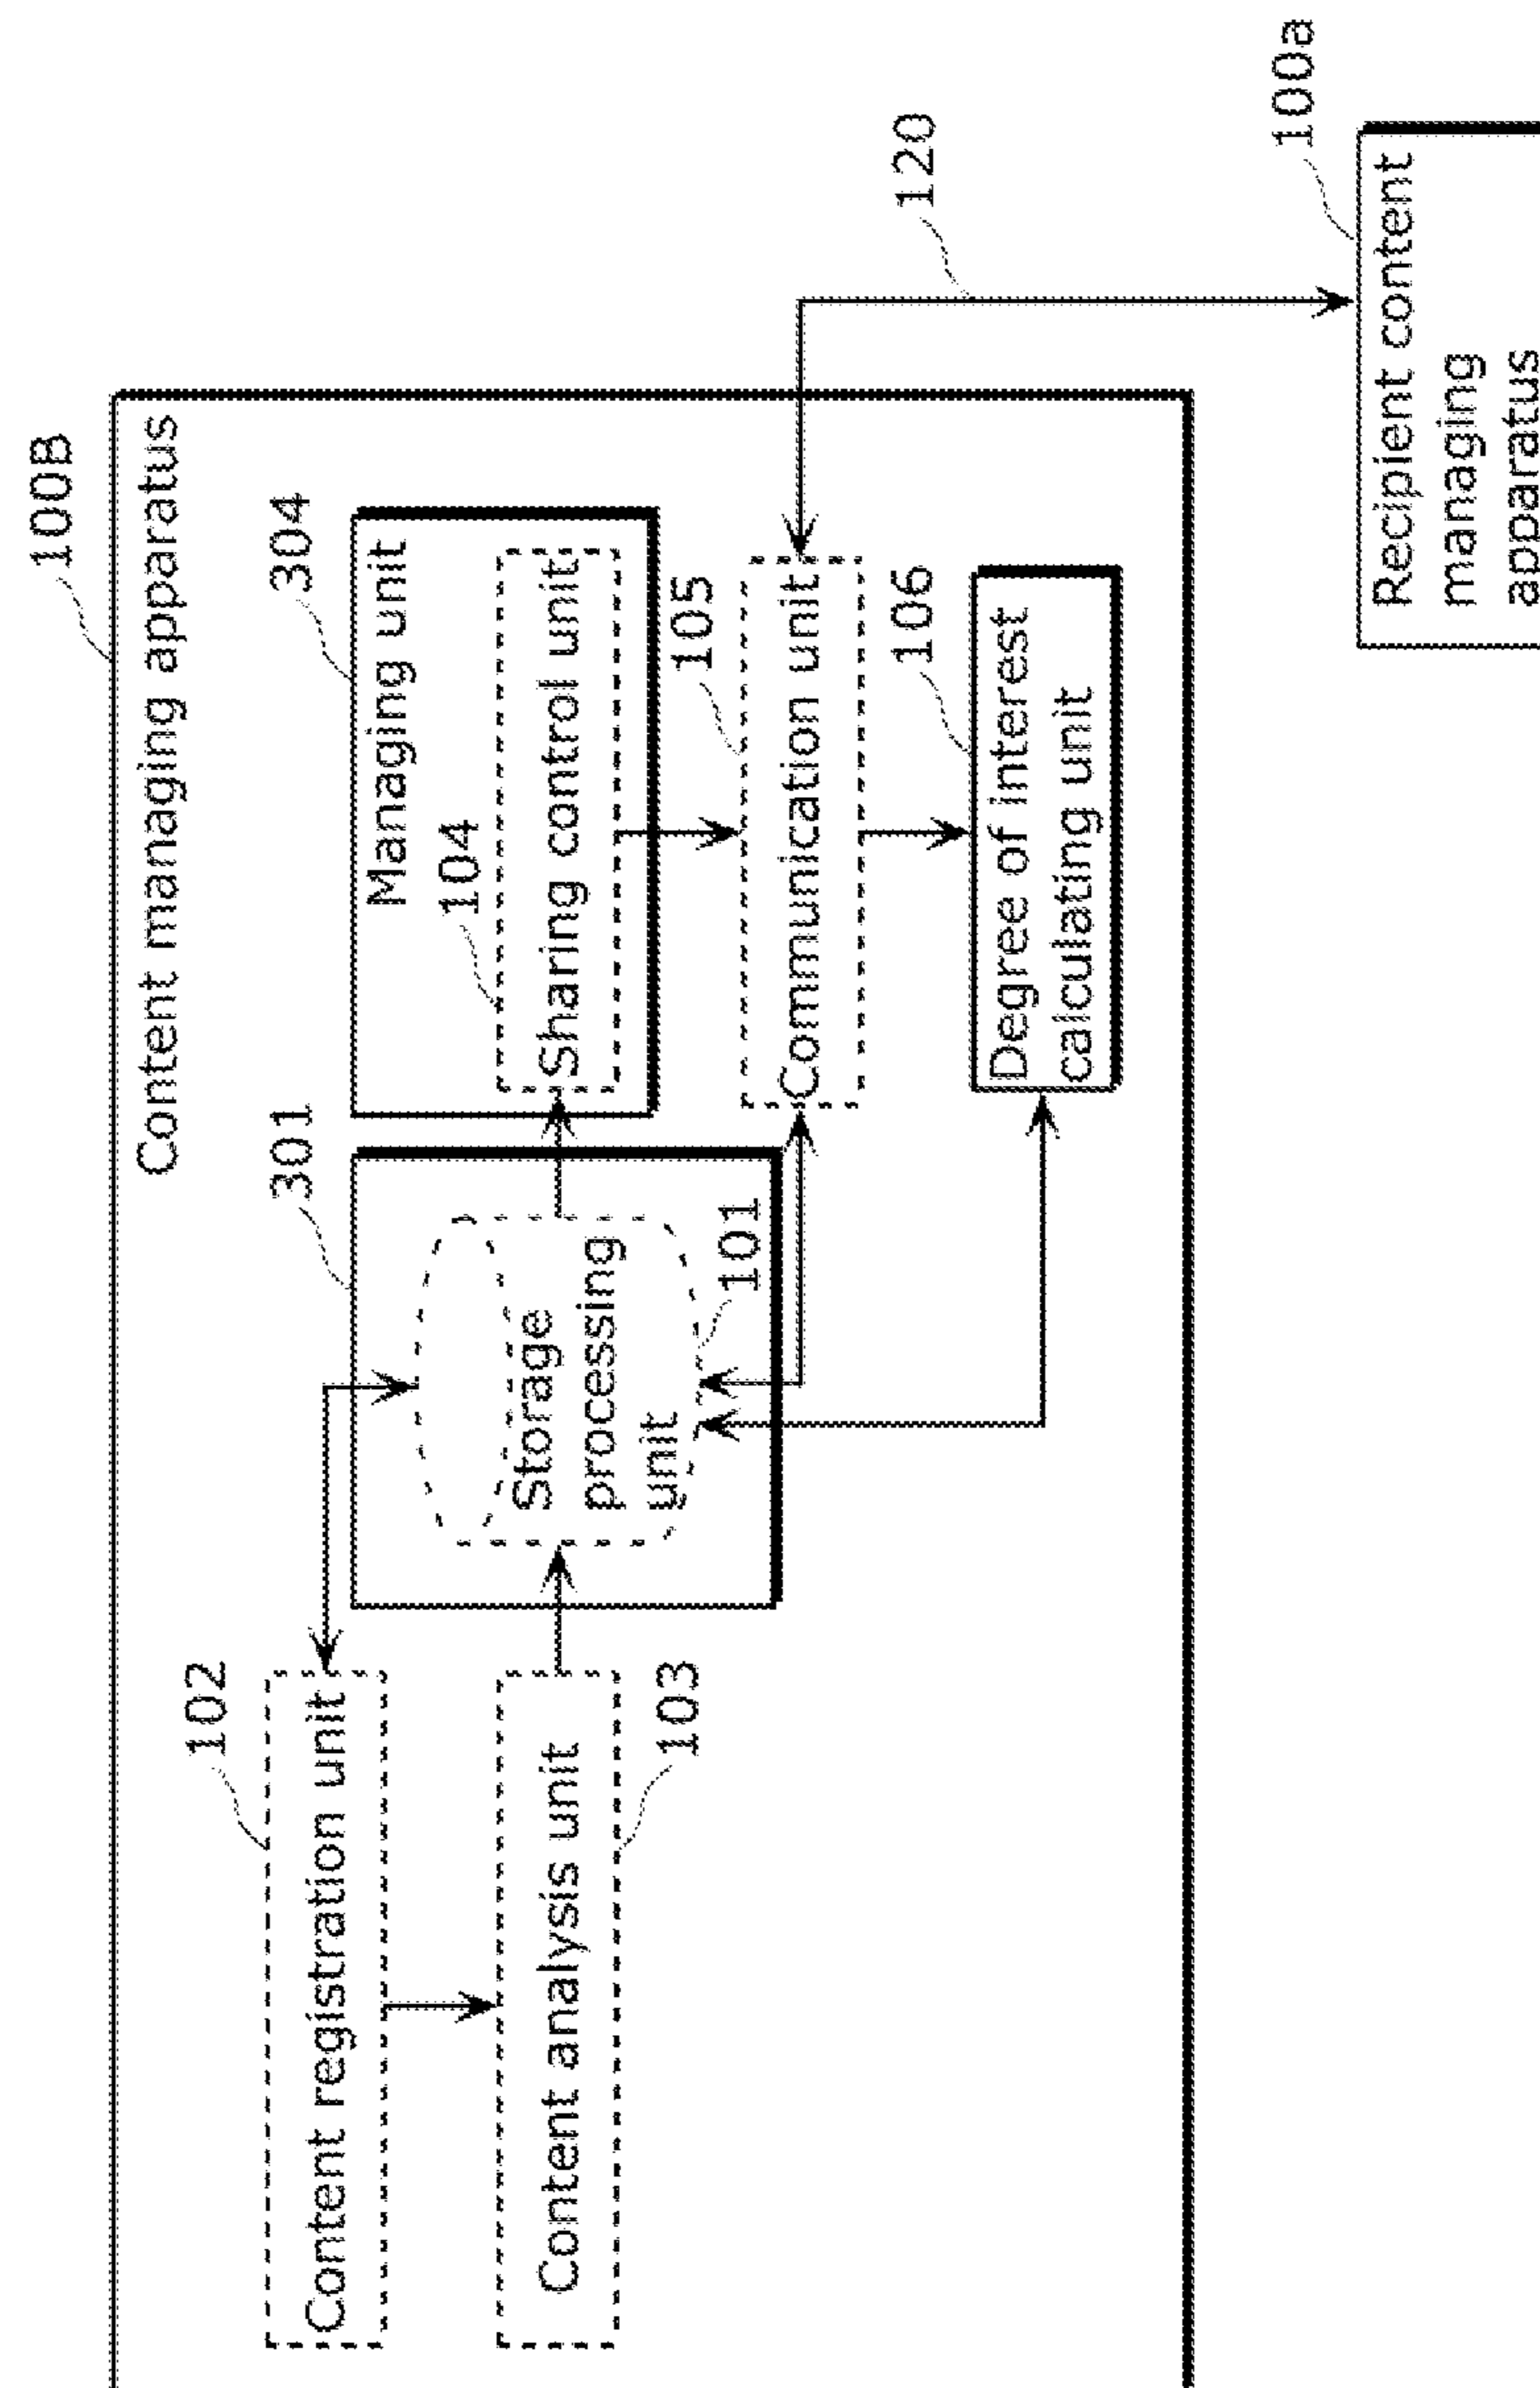 100B
Content managing apparatus
102
Content registration unit
103
Content analysis unit
301
Storage
processing
unit
101
304
Managing unit
104
Sharing control unit
105
Communication unit
106
Degree of interest
calculating unit
120
100a
Recipient content
managing
apparatus